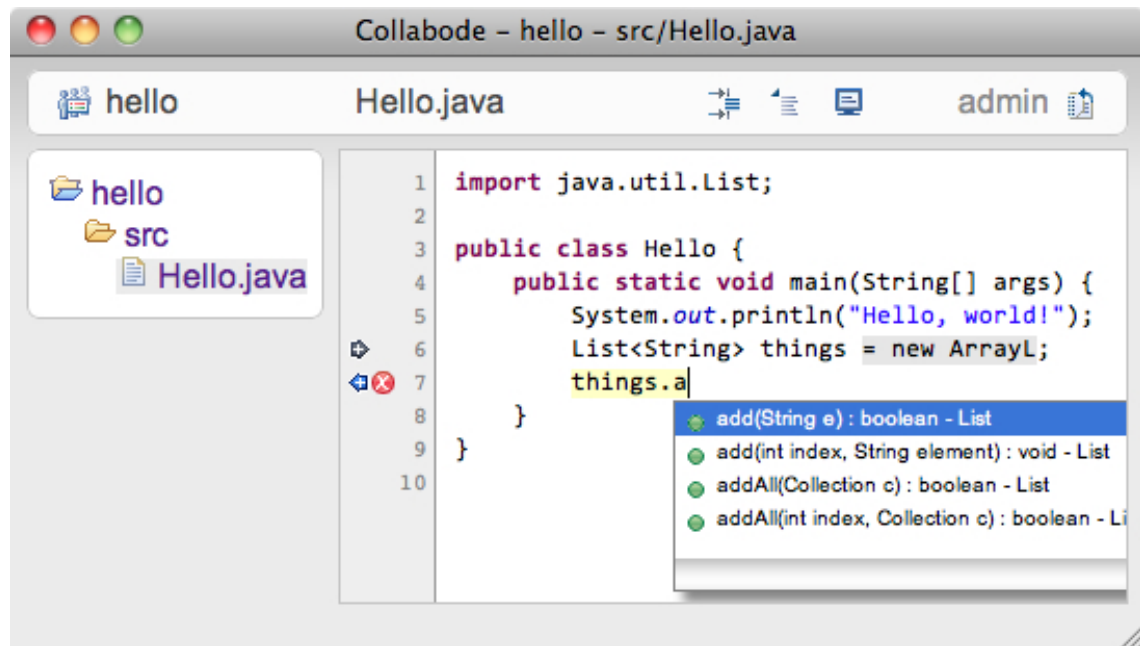 Collabode – hello – src/Hello.java
hello Hello.java admin
hello
src
Hello.java
1 import java.util.List;
2
3 public class Hello {
4 public static void main(String[] args) {
5 System.out.println("Hello, world!");
6 List<String> things = new ArrayL;
7 things.a
8 }
9 }
10
add(String e) : boolean - List
add(int index, String element) : void - List
addAll(Collection c) : boolean - List
addAll(int index, Collection c) : boolean - Li